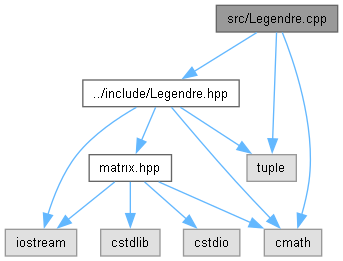 src/Legendre.cpp
../include/Legendre.hpp
matrix.hpp
tuple
iostream
cstdlib
cstdio
cmath